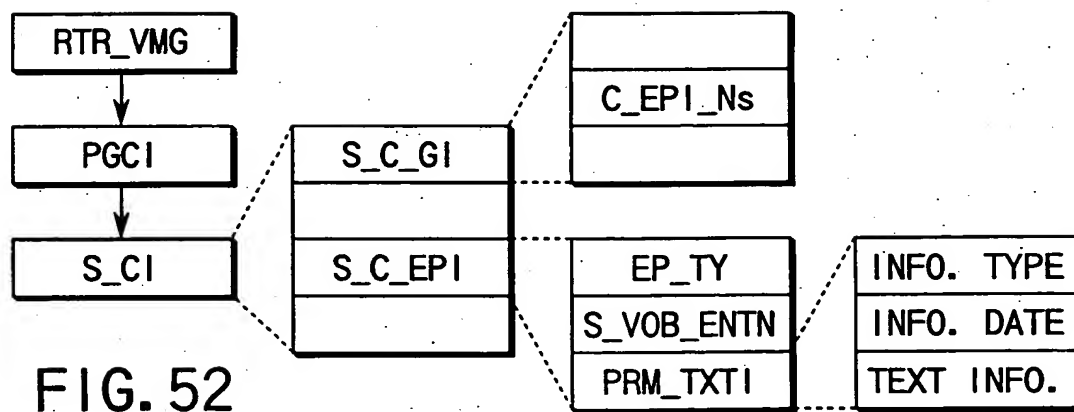 RTR_VMG
PGCI
S_CI
S_C_GI
S_C_EPI
C_EPI_Ns
EP_TY
S_VOB_ENTN
PRM_TXTI
INFO. TYPE
INFO. DATE
TEXT INFO.
FIG. 52